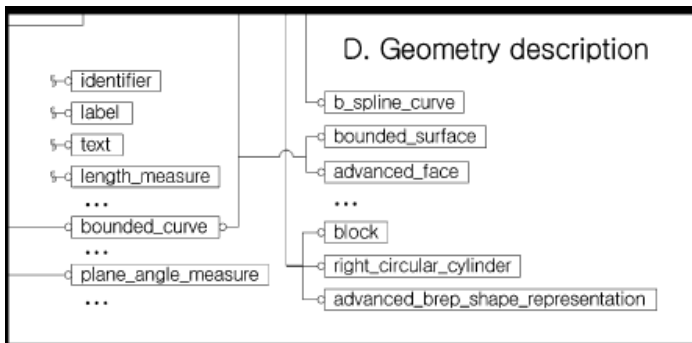 D. Geometry description
identifier
label
text
length_measure
...
bounded_curve
...
plane_angle_measure
...
b_spline_curve
bounded_surface
advanced_face
...
block
right_circular_cylinder
advanced_brep_shape_representation